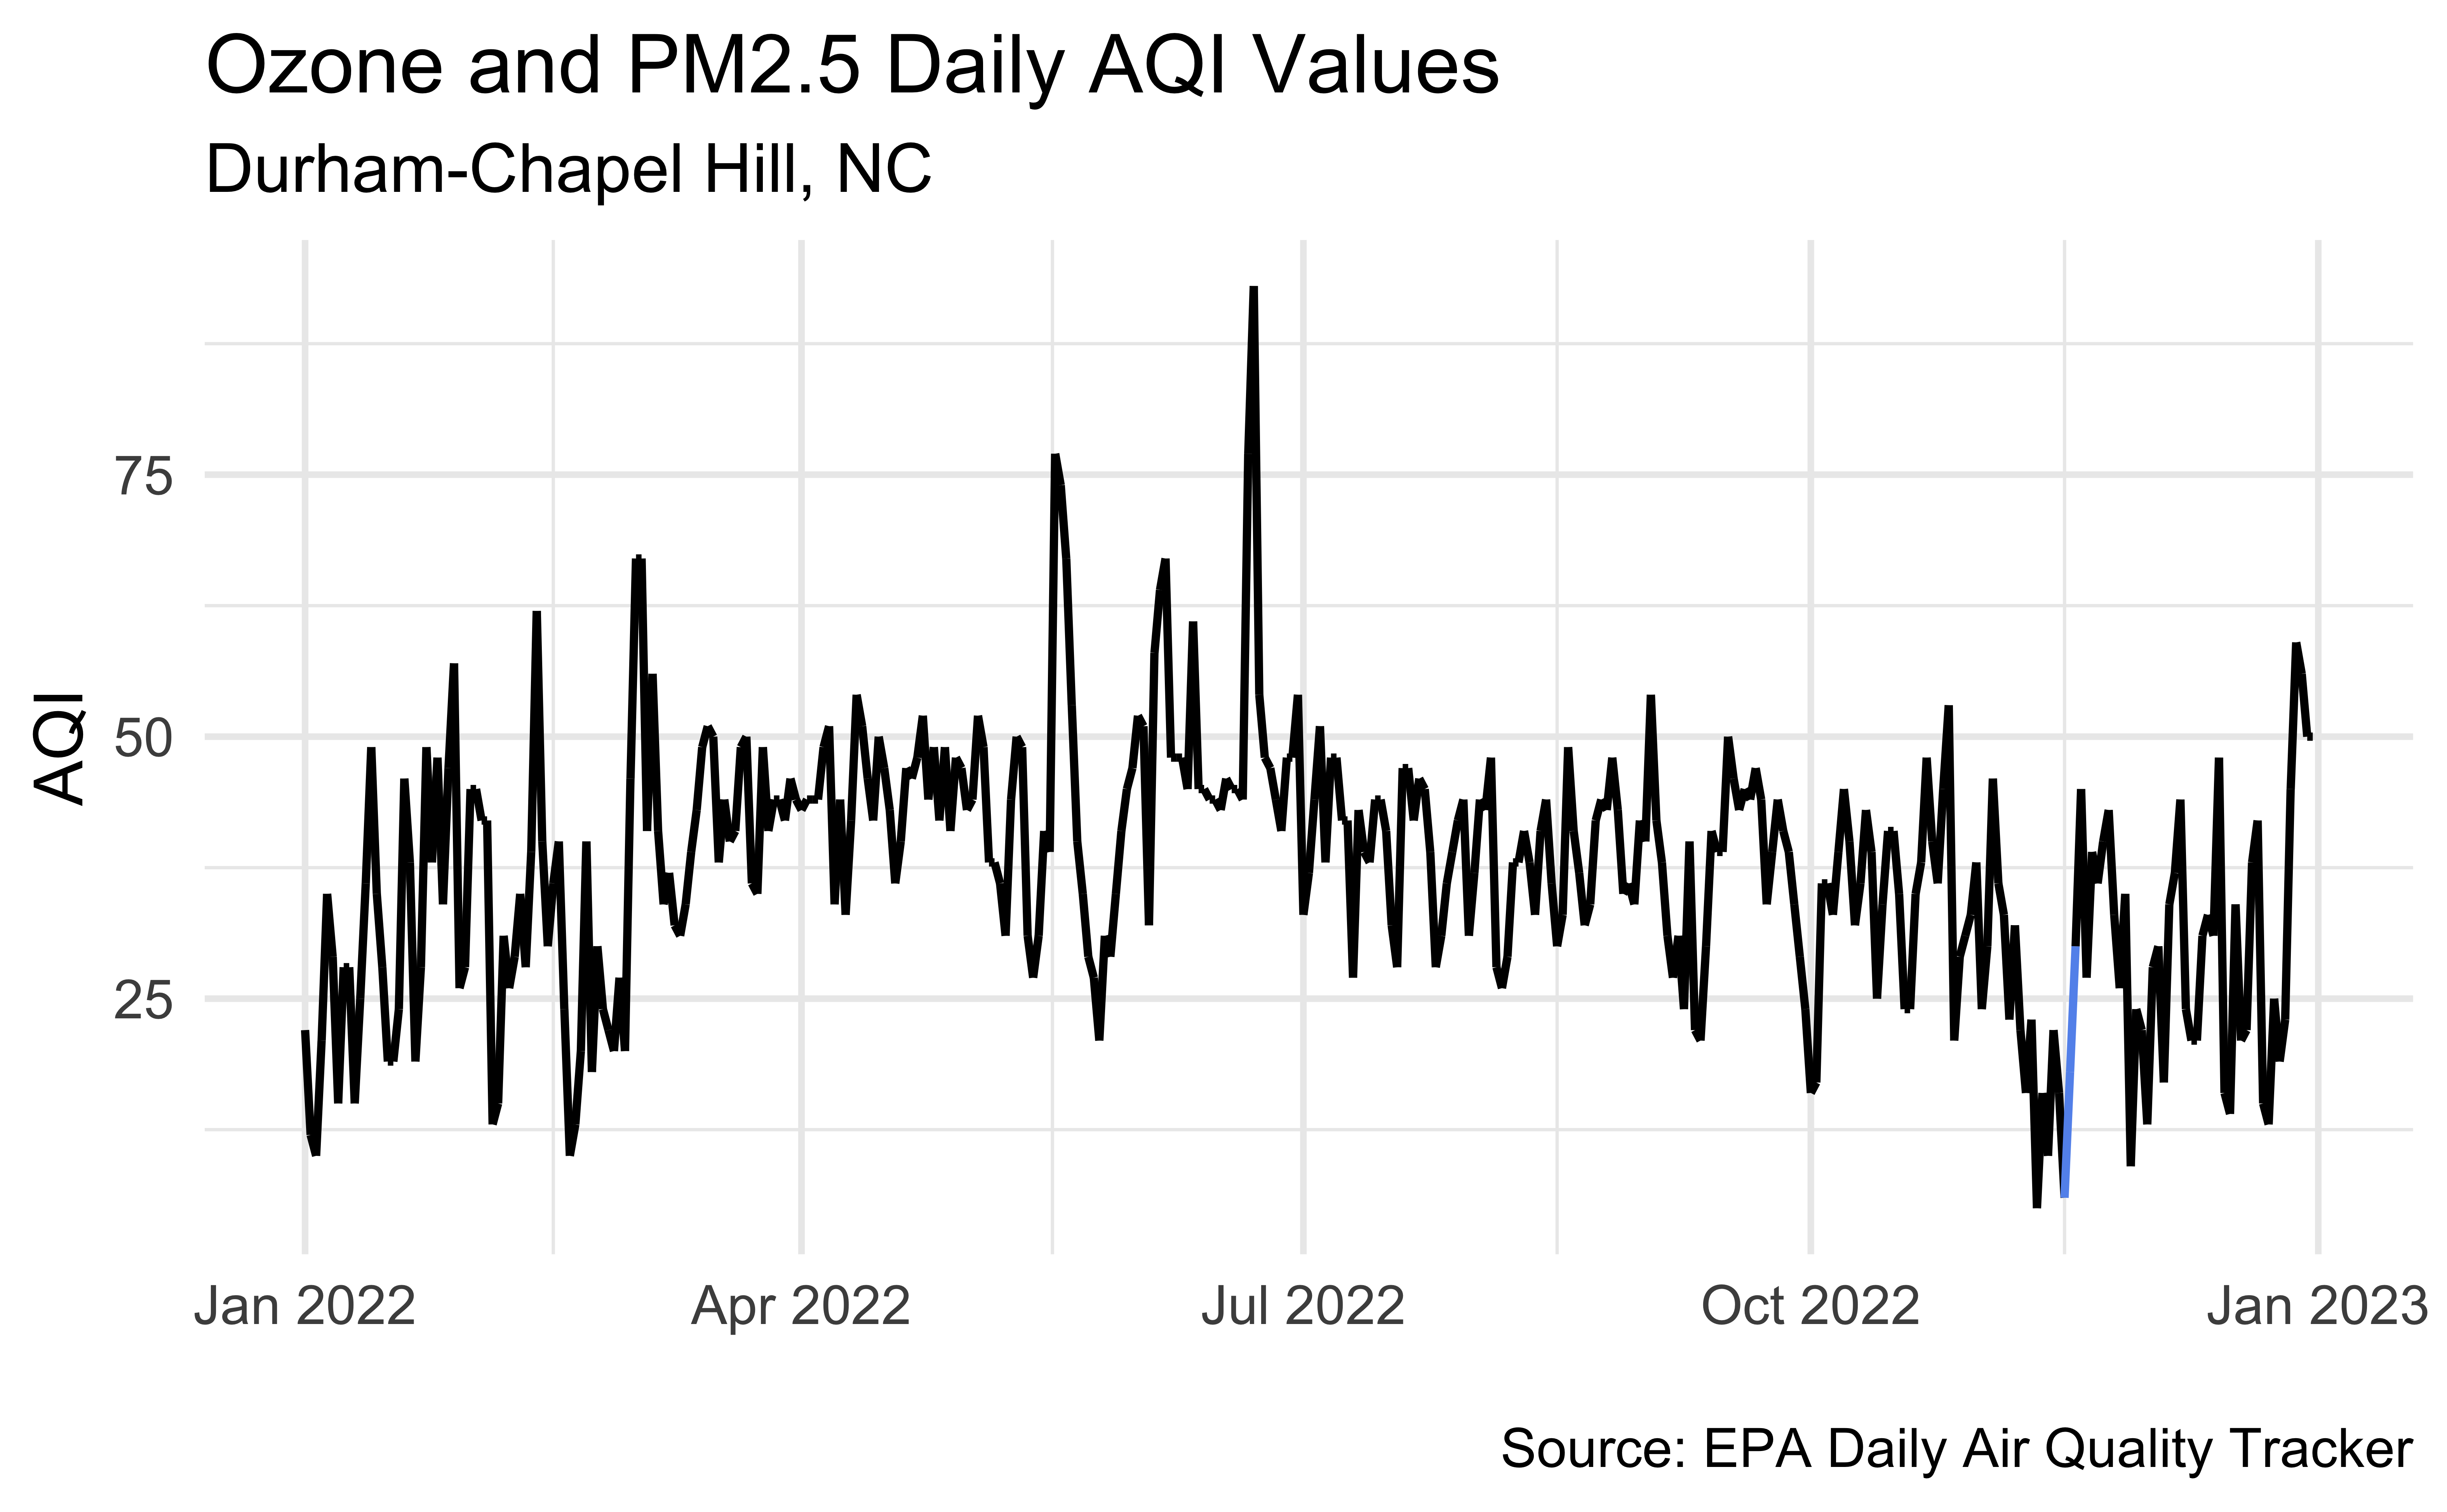 Ozone and PM2.5 Daily AQI Values
Durham-Chapel Hill, NC
AQI
75
50
25
Jan 2022 Apr 2022 Jul 2022 Oct 2022 Jan 2023
Source: EPA Daily Air Quality Tracker